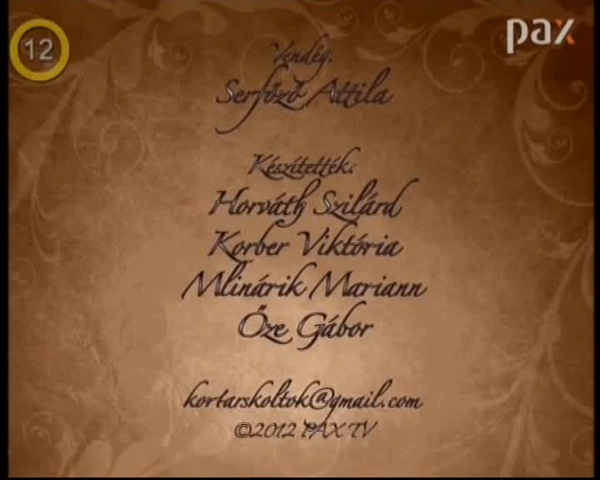 12
pax
Vendég:
Serfőző Attila
Készítették:
Horváth Szilárd
Korber Viktória
Mlinárik Mariann
Őze Gábor
kortarskoltok@gmail.com
©2012 PAX TV